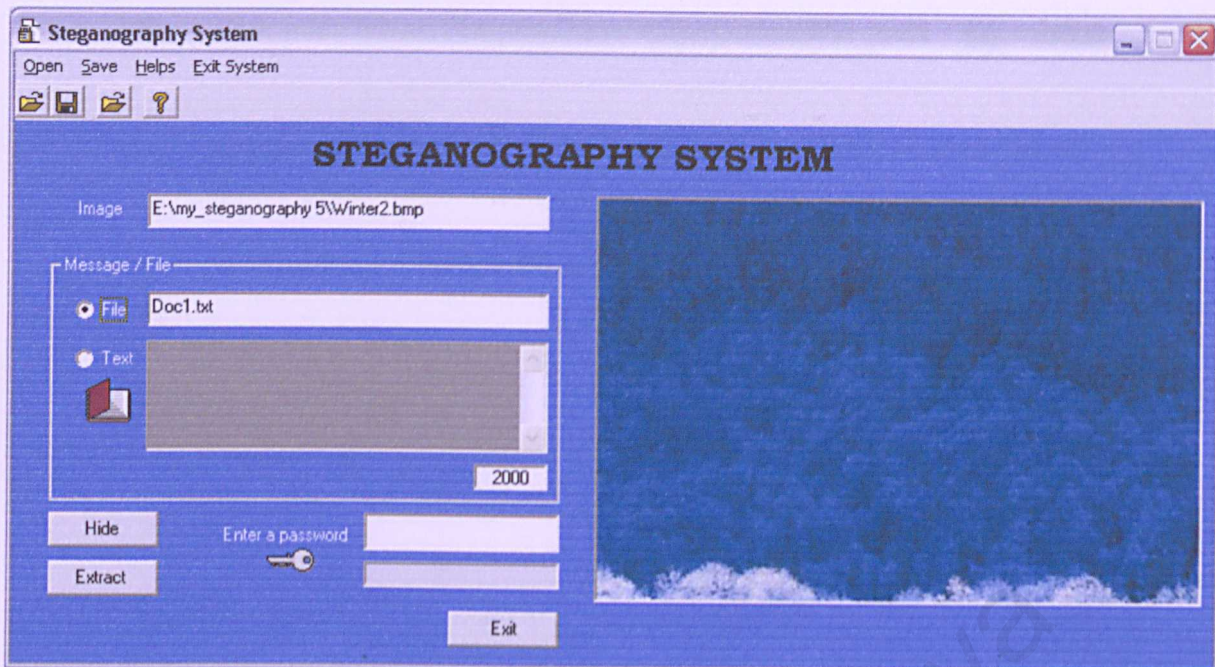 Steganography System
Open Save Helps Exit System
STEGANOGRAPHY SYSTEM
Image E:\my_steganography 5\Winter2.bmp
Message / File
File Doc1.txt
Text
2000
Hide
Enter a password
Extract
Exit